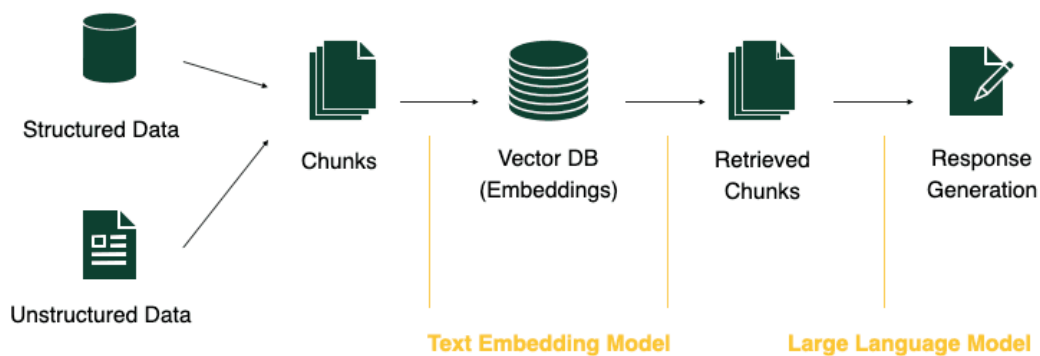 Structured Data
Unstructured Data
Chunks
Vector DB
(Embeddings)
Retrieved
Chunks
Response
Generation
Text Embedding Model
Large Language Model